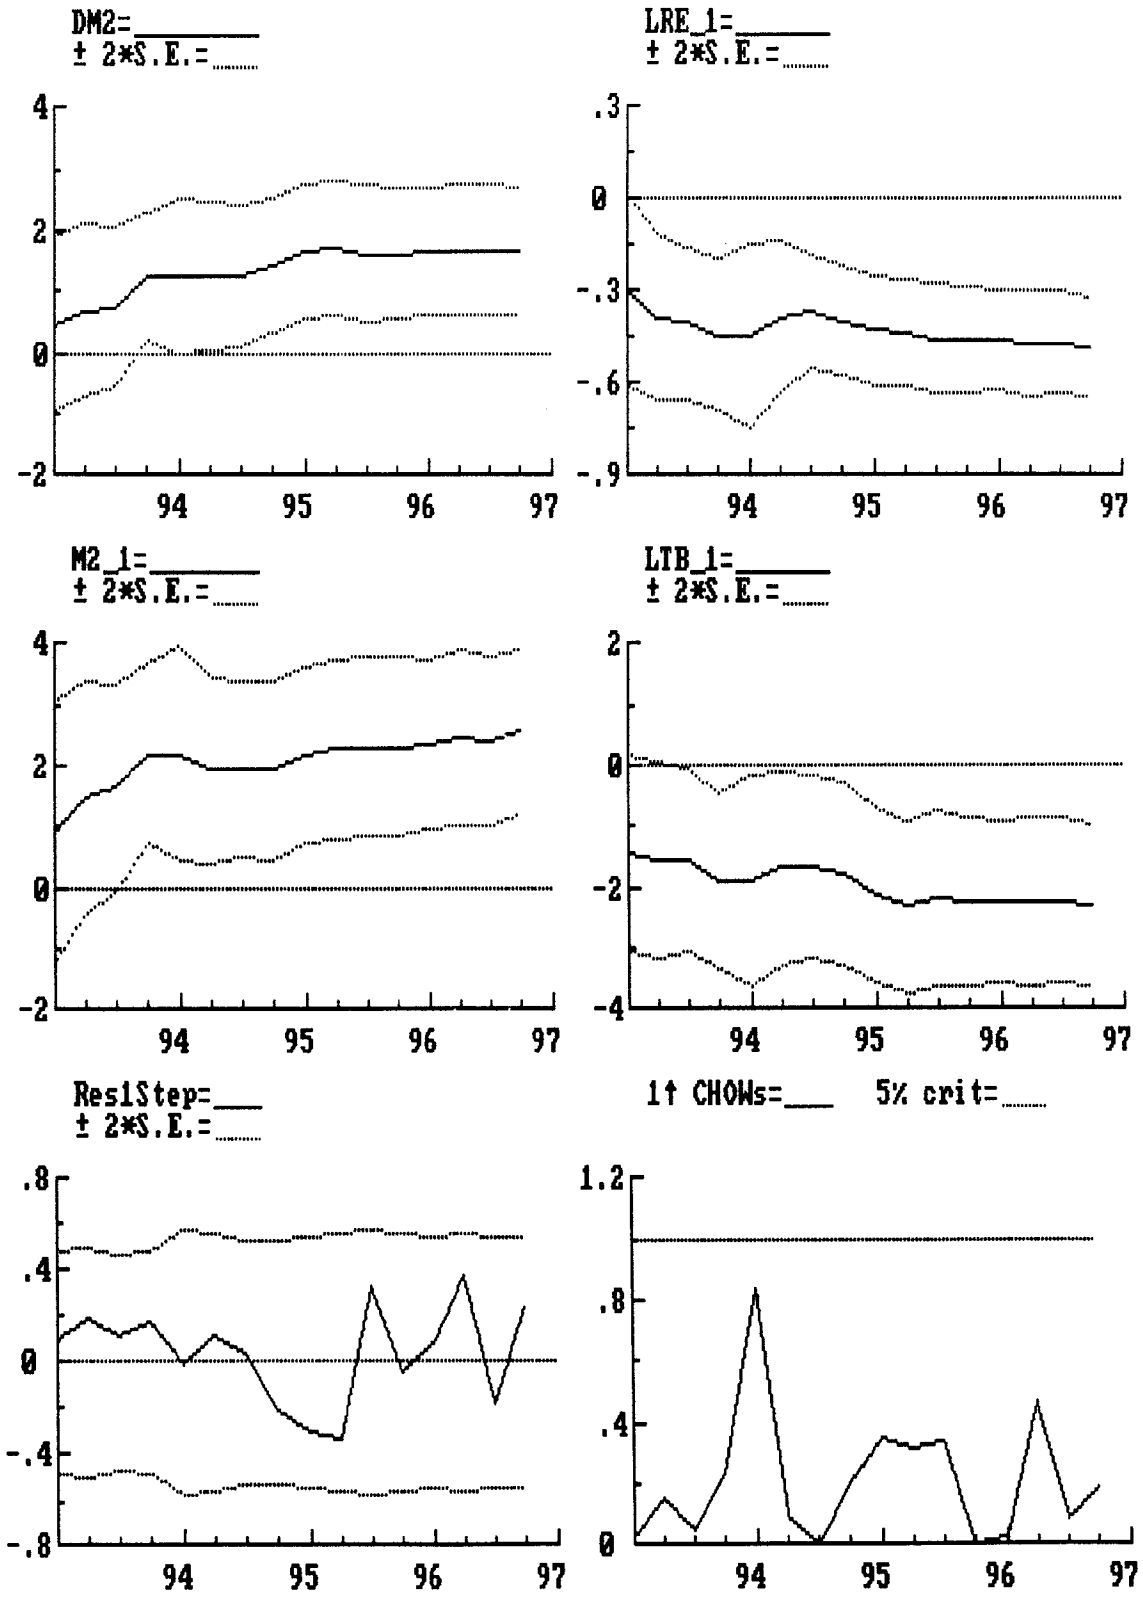 DM2=
± 2*S.E.=
4
2
0
-2
94 95 96 97
LRE_1=
± 2*S.E.=
.3
0
-.3
-.6
-.9
94 95 96 97
M2_1=
± 2*S.E.=
4
2
0
-2
94 95 96 97
LTB_1=
± 2*S.E.=
2
0
-2
-4
94 95 96 97
Res1Step=
± 2*S.E.=
.8
.4
0
-.4
-.8
94 95 96 97
1↑ CHOWs= 5% crit=
1.2
.8
.4
0
94 95 96 97